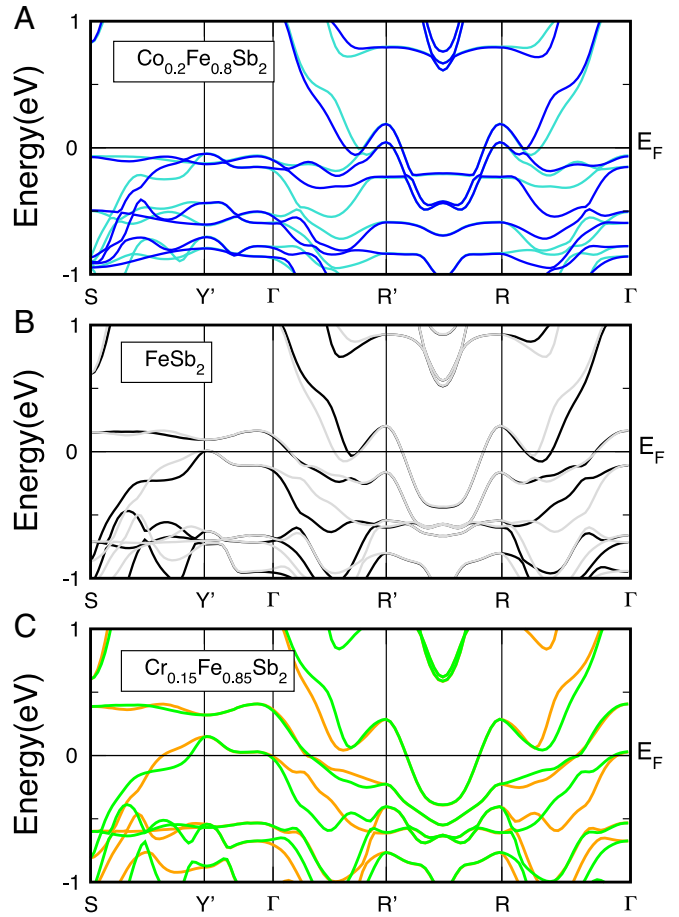 A
Energy(eV)
1
0
-1
Co0.2Fe0.8Sb2
EF
S Y' Γ R' R Γ
B
Energy(eV)
1
0
-1
FeSb2
EF
S Y' Γ R' R Γ
C
Energy(eV)
1
0
-1
Cr0.15Fe0.85Sb2
EF
S Y' Γ R' R Γ